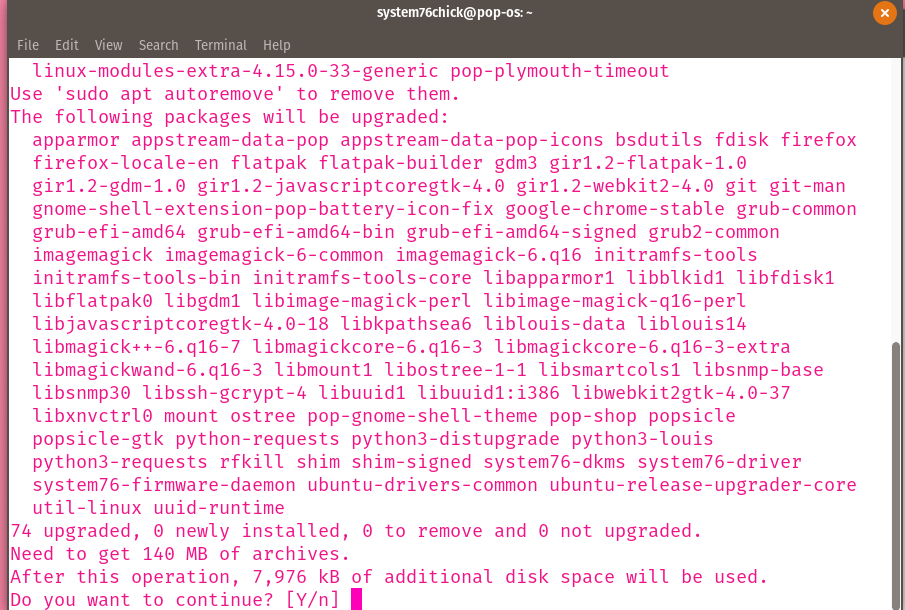 system76chick@pop-os: ~
File Edit View Search Terminal Help
linux-modules-extra-4.15.0-33-generic pop-plymouth-timeout
Use 'sudo apt autoremove' to remove them.
The following packages will be upgraded:
apparmor appstream-data-pop appstream-data-pop-icons bsdutils fdisk firefox
firefox-locale-en flatpak flatpak-builder gdm3 gir1.2-flatpak-1.0
gir1.2-gdm-1.0 gir1.2-javascriptcoregtk-4.0 gir1.2-webkit2-4.0 git git-man
gnome-shell-extension-pop-battery-icon-fix google-chrome-stable grub-common
grub-efi-amd64 grub-efi-amd64-bin grub-efi-amd64-signed grub2-common
imagemagick imagemagick-6-common imagemagick-6.q16 initramfs-tools
initramfs-tools-bin initramfs-tools-core libapparmor1 libblkid1 libfdisk1
libflatpak0 libgdm1 libimage-magick-perl libimage-magick-q16-perl
libjavascriptcoregtk-4.0-18 libkpathsea6 liblouis-data liblouis14
libmagick++-6.q16-7 libmagickcore-6.q16-3 libmagickcore-6.q16-3-extra
libmagickwand-6.q16-3 libmount1 libostree-1-1 libsmartcols1 libsnmp-base
libsnmp30 libssh-gcrypt-4 libuuid1 libuuid1:i386 libwebkit2gtk-4.0-37
libxnvctrl0 mount ostree pop-gnome-shell-theme pop-shop popsicle
popsicle-gtk python-requests python3-distupgrade python3-louis
python3-requests rfkill shim shim-signed system76-dkms system76-driver
system76-firmware-daemon ubuntu-drivers-common ubuntu-release-upgrader-core
util-linux uuid-runtime
74 upgraded, 0 newly installed, 0 to remove and 0 not upgraded.
Need to get 140 MB of archives.
After this operation, 7,976 kB of additional disk space will be used.
Do you want to continue? [Y/n]